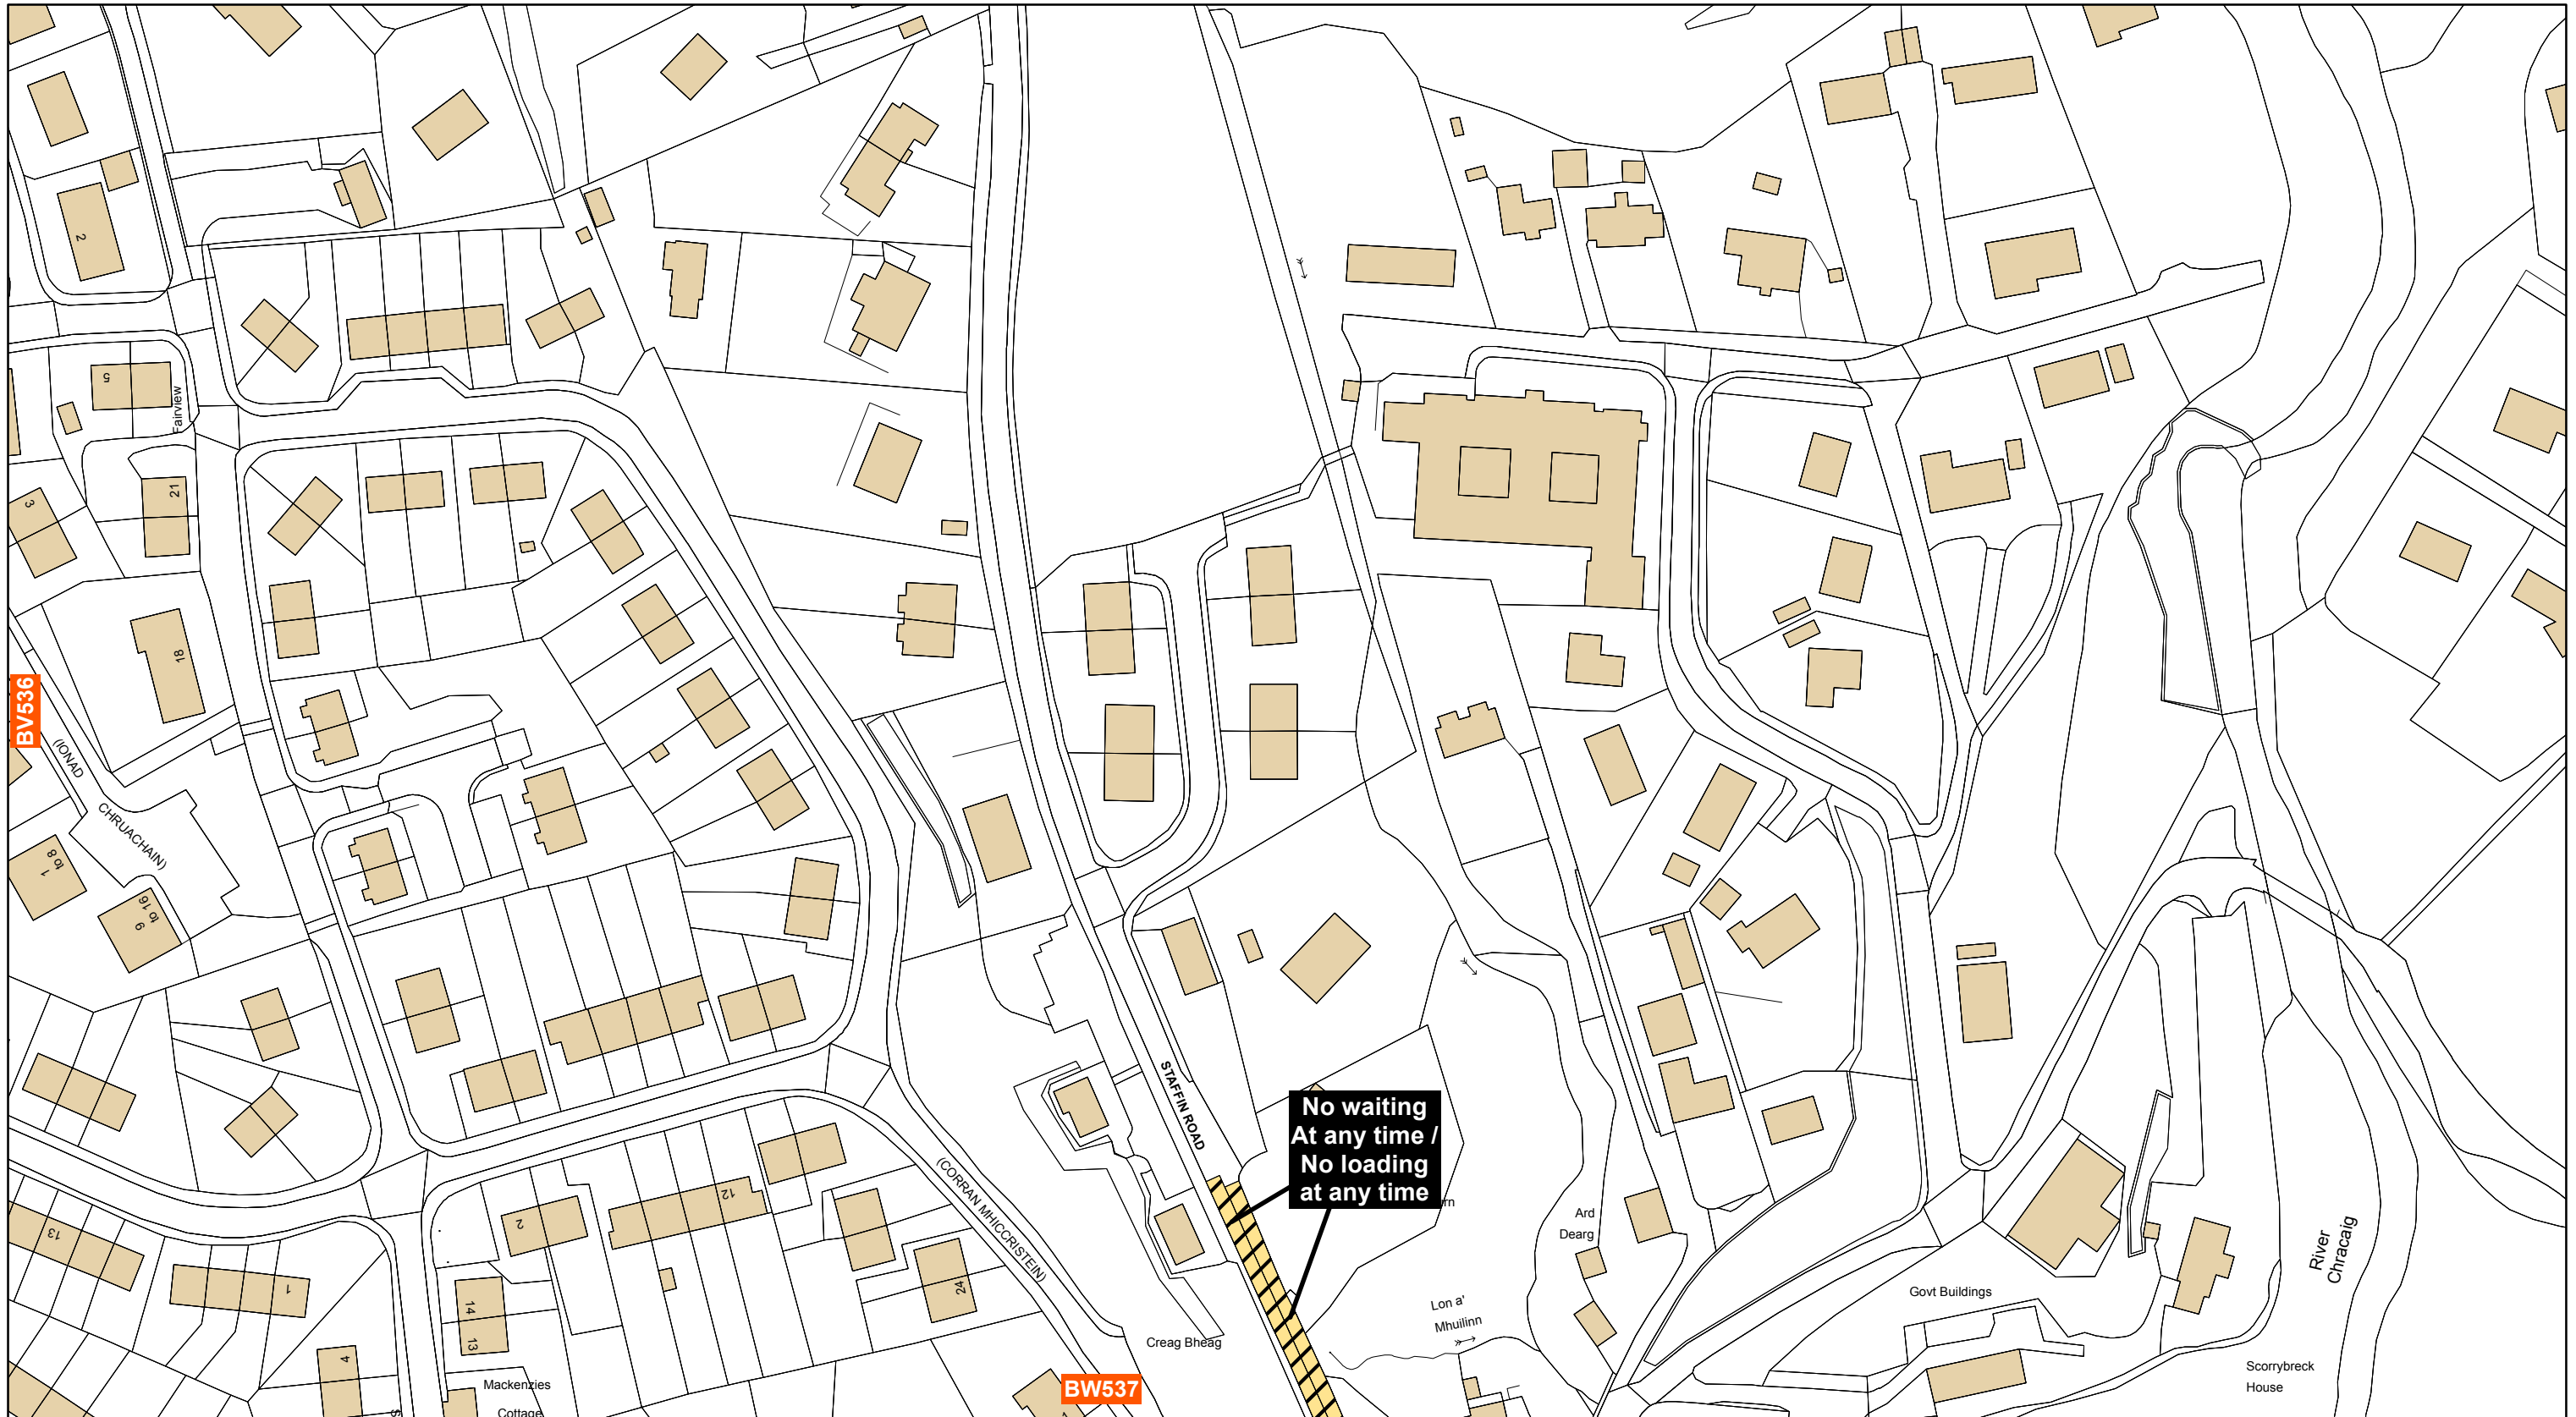 2
5
Fairview
3
21
18
BV536
(IONAD
CHRUACHAIN)
1
to 8
9
to 16
STAFFIN ROAD
No waiting
At any time /
No loading
at any time
rn
(CORRAN MHICCRISTEIN)
2
12
24
13
1
14
13
4
Mackenzies
Cottage
BW537
Creag Bheag
Ard
Dearg
Lon a'
Mhuilinn
Govt Buildings
River
Chracaig
Scorrybreck
House